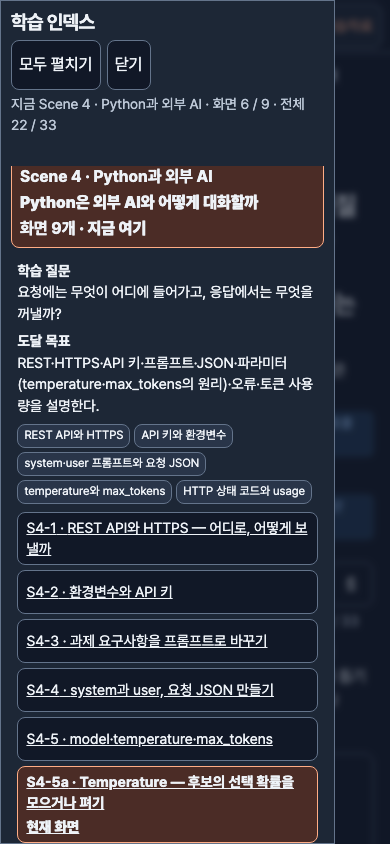 학습 인덱스
모두 펼치기 닫기
지금 Scene 4 · Python과 외부 AI · 화면 6 / 9 · 전체
22 / 33
Scene 4 · Python과 외부 AI
Python은 외부 AI와 어떻게 대화할까
화면 9개 · 지금 여기
학습 질문
요청에는 무엇이 어디에 들어가고, 응답에서는 무엇을
꺼낼까?
도달 목표
REST·HTTPS·API 키·프롬프트·JSON·파라미터
(temperature·max_tokens의 원리)·오류·토큰 사용
량을 설명한다.
REST API와 HTTPS API 키와 환경변수
system·user 프롬프트와 요청 JSON
temperature와 max_tokens HTTP 상태 코드와 usage
S4-1 · REST API와 HTTPS — 어디로, 어떻게 보
낼까
S4-2 · 환경변수와 API 키
S4-3 · 과제 요구사항을 프롬프트로 바꾸기
S4-4 · system과 user, 요청 JSON 만들기
S4-5 · model·temperature·max_tokens
S4-5a · Temperature — 후보의 선택 확률을
모으거나 펴기
현재 화면